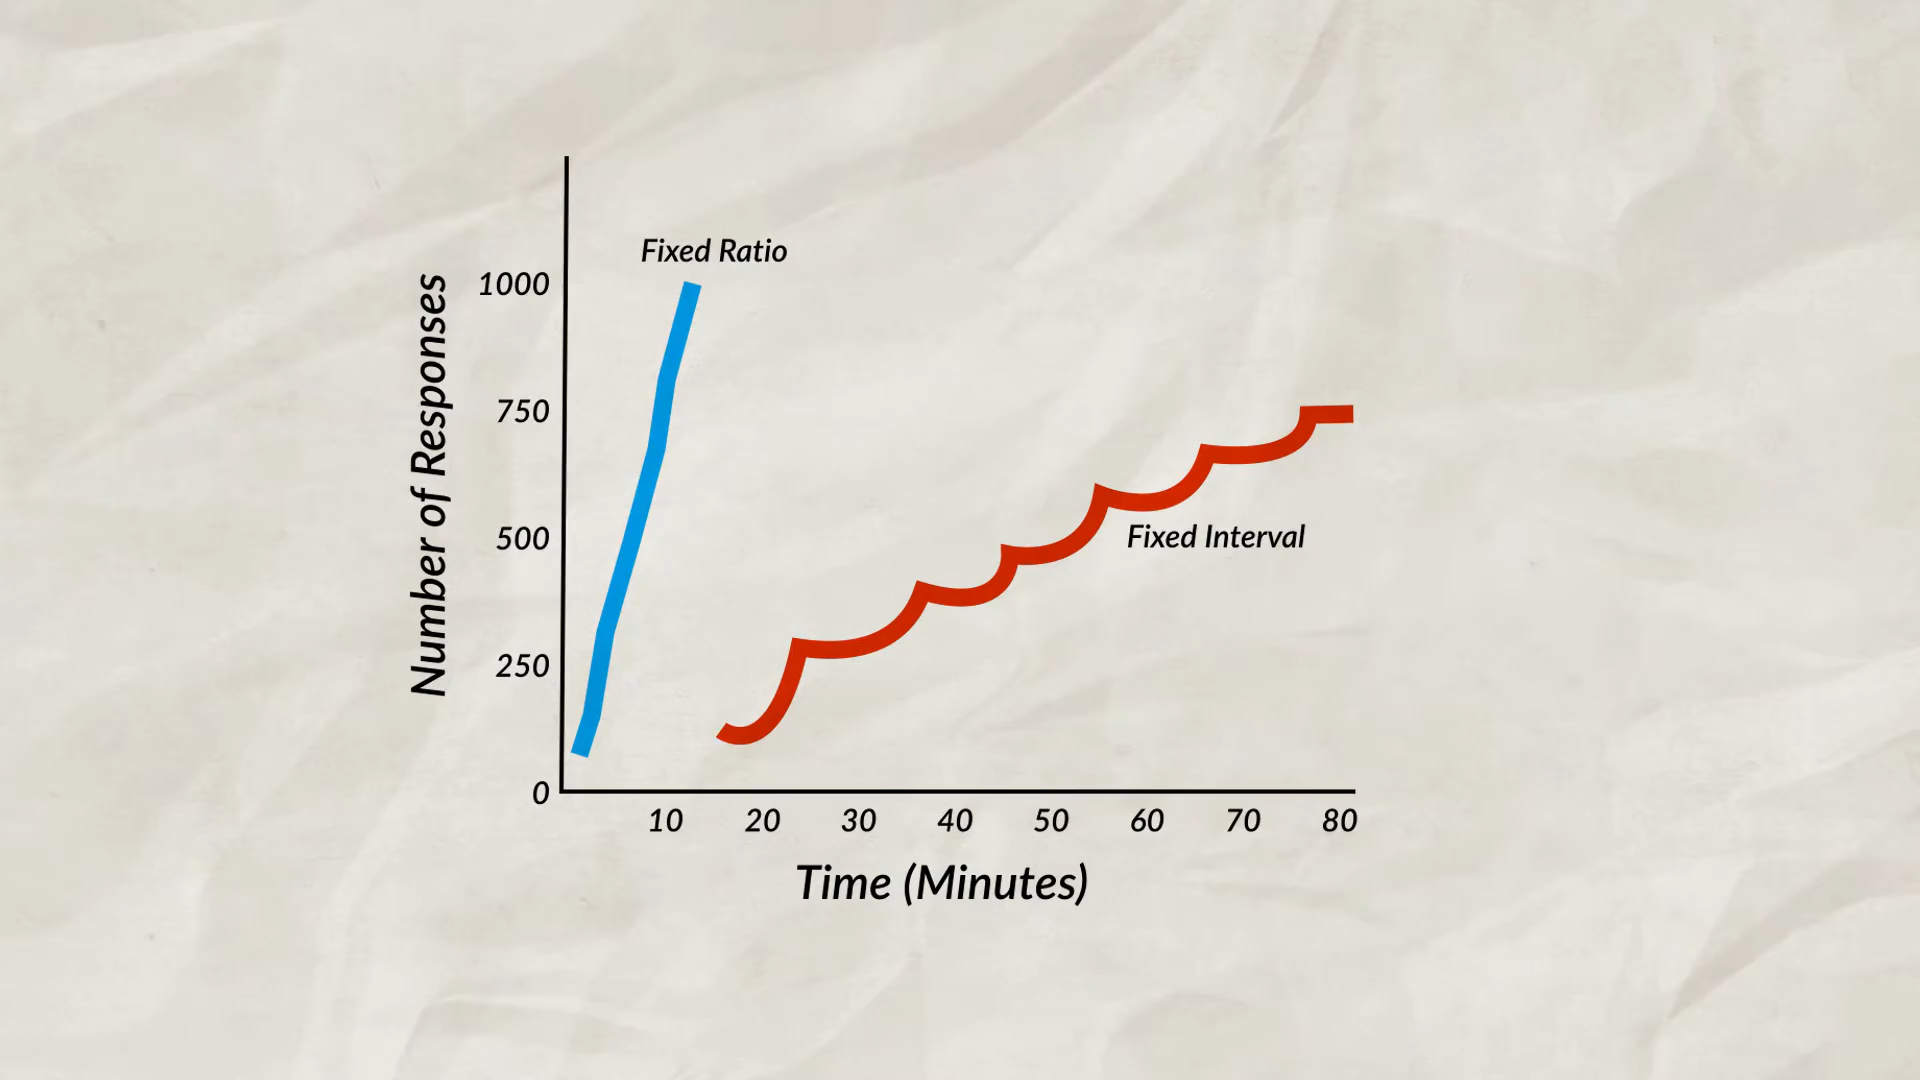 Fixed Ratio
Number of Responses
1000
750
500
250
0
Fixed Interval
10 20 30 40 50 60 70 80
Time (Minutes)